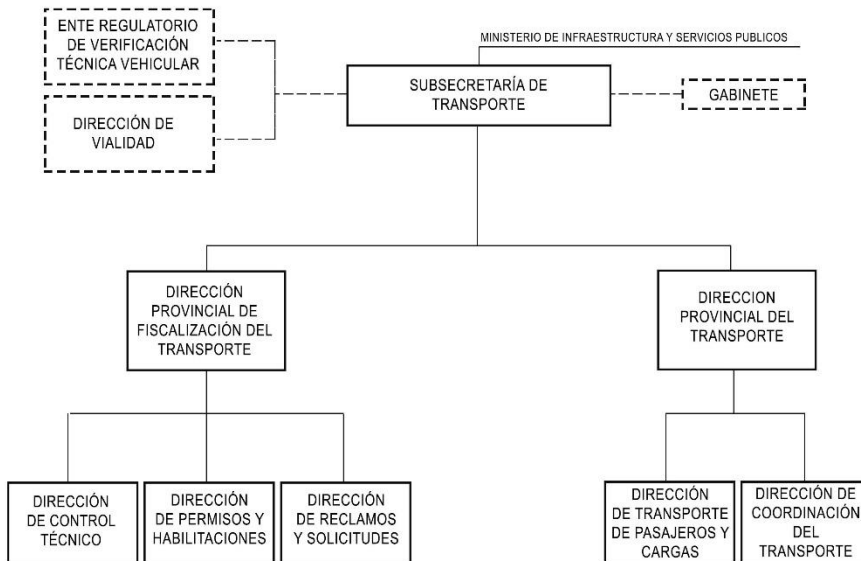 ENTE REGULATORIO
DE VERIFICACIÓN
TÉCNICA VEHICULAR
MINISTERIO DE INFRAESTRUCTURA Y SERVICIOS PUBLICOS
SUBSECRETARÍA DE
TRANSPORTE
GABINETE
DIRECCIÓN DE
VIALIDAD
DIRECCIÓN
PROVINCIAL DE
FISCALIZACIÓN DEL
TRANSPORTE
DIRECCION
PROVINCIAL DEL
TRANSPORTE
DIRECCIÓN
DE CONTROL
TÉCNICO
DIRECCIÓN
DE PERMISOS Y
HABILITACIONES
DIRECCIÓN
DE RECLAMOS
Y SOLICITUDES
DIRECCIÓN
DE TRANSPORTE
DE PASAJEROS Y
CARGAS
DIRECCIÓN DE
COORDINACIÓN
DEL
TRANSPORTE